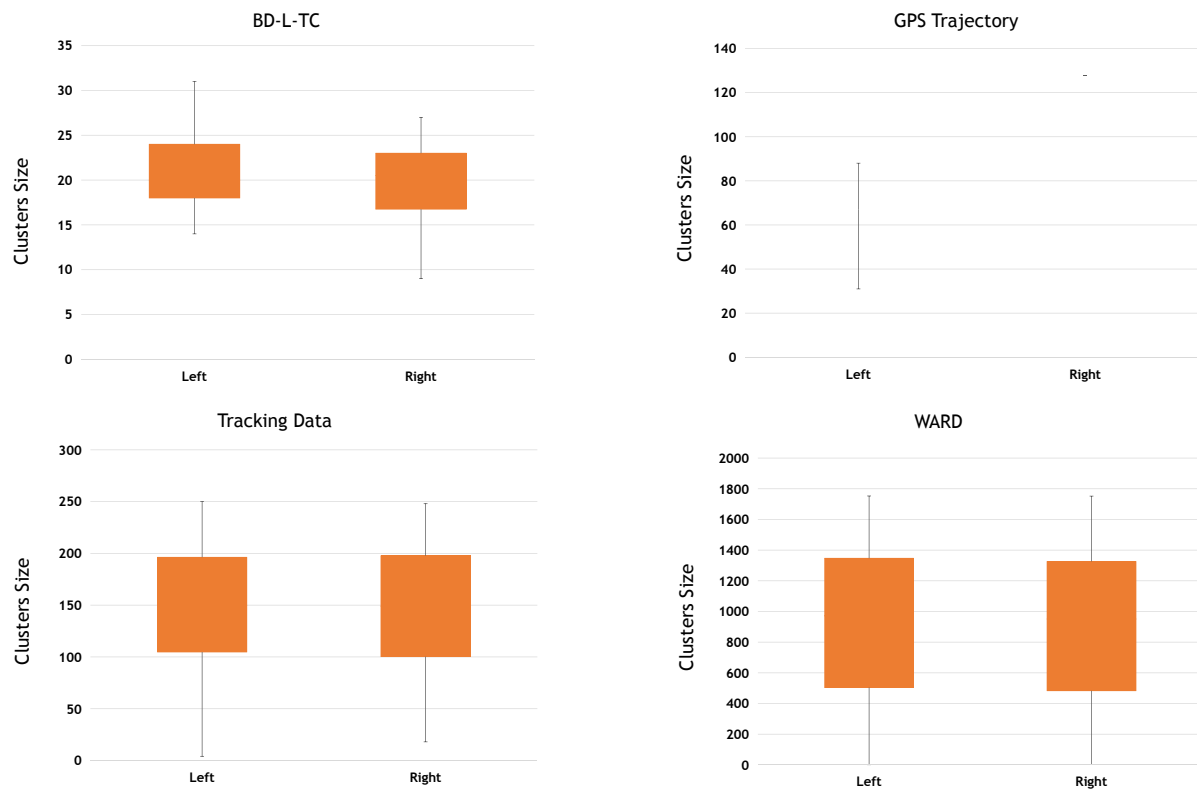 BD-L-TC
35
30
25
20
15
10
5
0
Clusters Size
Left Right
GPS Trajectory
140
120
100
80
60
40
20
0
Clusters Size
Left Right
Tracking Data
300
250
200
150
100
50
0
Clusters Size
Left Right
WARD
2000
1800
1600
1400
1200
1000
800
600
400
200
0
Clusters Size
Left Right